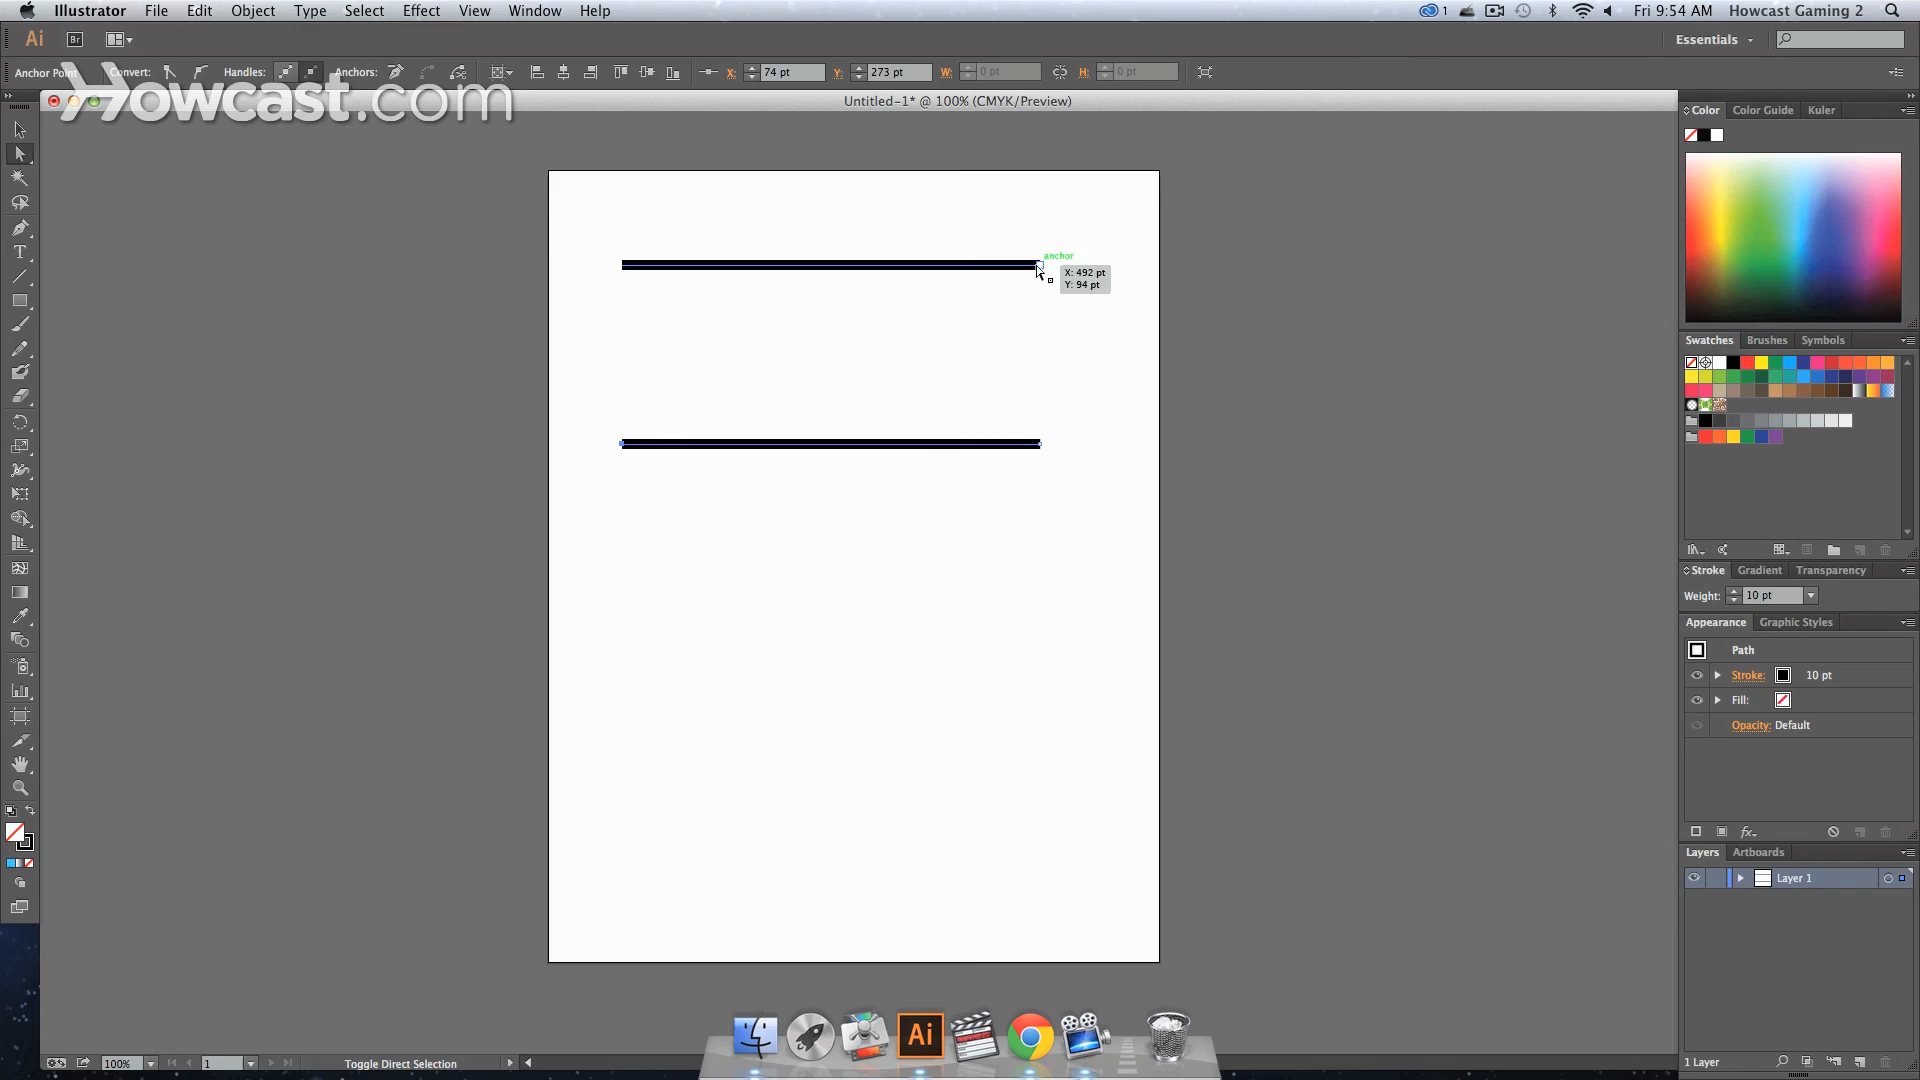 Illustrator File Edit Object Type Select Effect View Window Help
1 Fri 9:54 AM Howcast Gaming 2
Ai Br Essentials
Anchor Point Convert: Handles: Anchors: X: 74 pt Y: 273 pt W: 0 pt H: 0 pt
Howcast.com
Untitled-1* @ 100% (CMYK/Preview)
Color Color Guide Kuler
anchor
X: 492 pt
Y: 94 pt
Swatches Brushes Symbols
Stroke Gradient Transparency
Weight: 10 pt
Appearance Graphic Styles
Path
Stroke: 10 pt
Fill:
Opacity: Default
fx
Layers Artboards
Layer 1
Ai
100% 1 Toggle Direct Selection
1 Layer